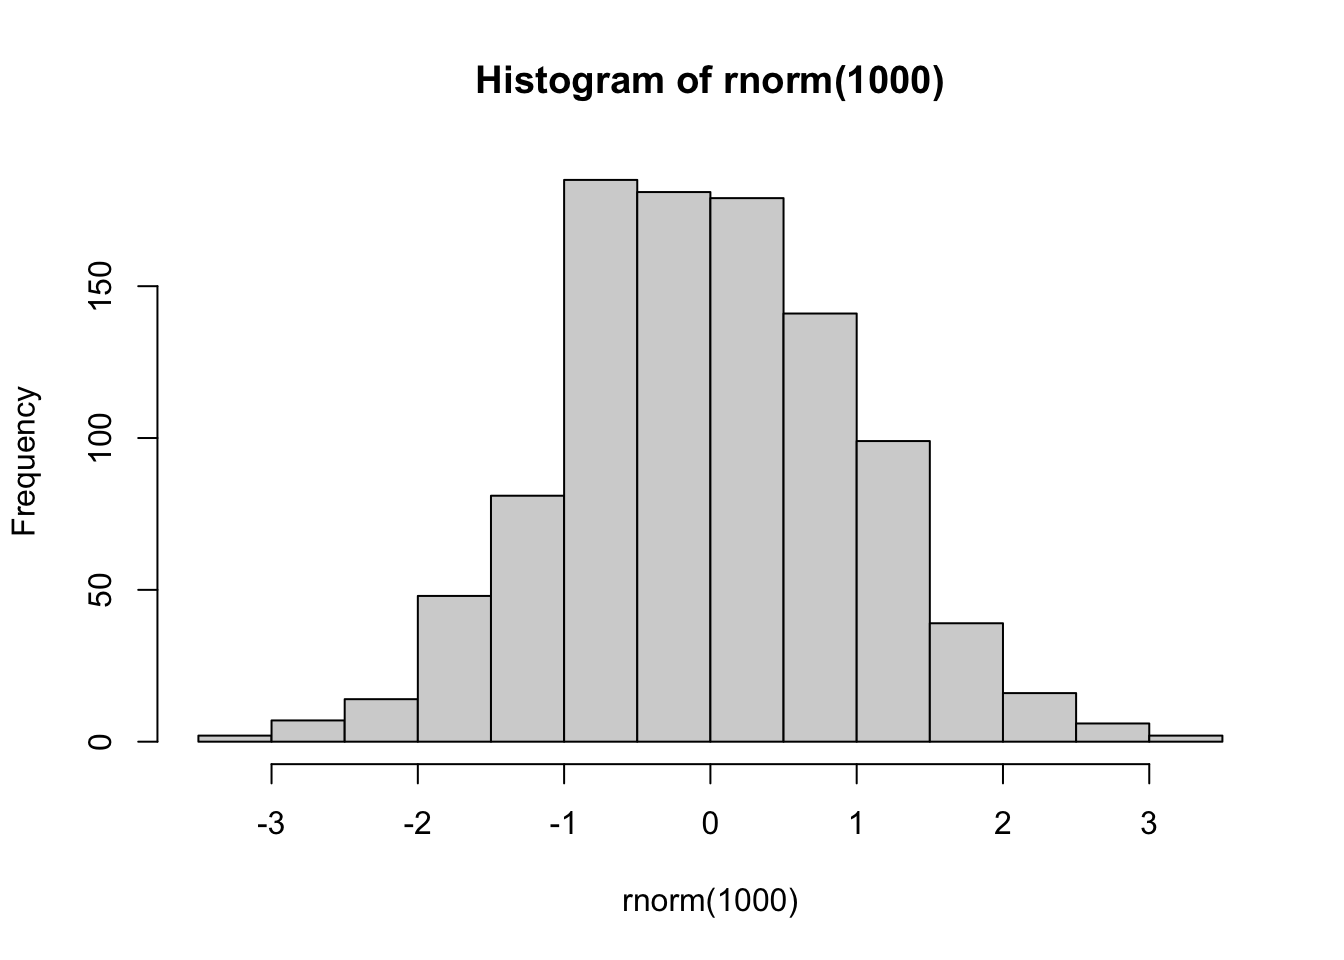 Histogram of rnorm(1000)
Frequency
150
100
50
0
-3 -2 -1 0 1 2 3
rnorm(1000)